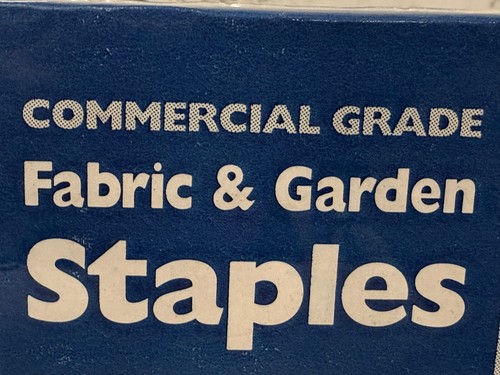 COMMERCIAL GRADE
Fabric & Garden
Staples